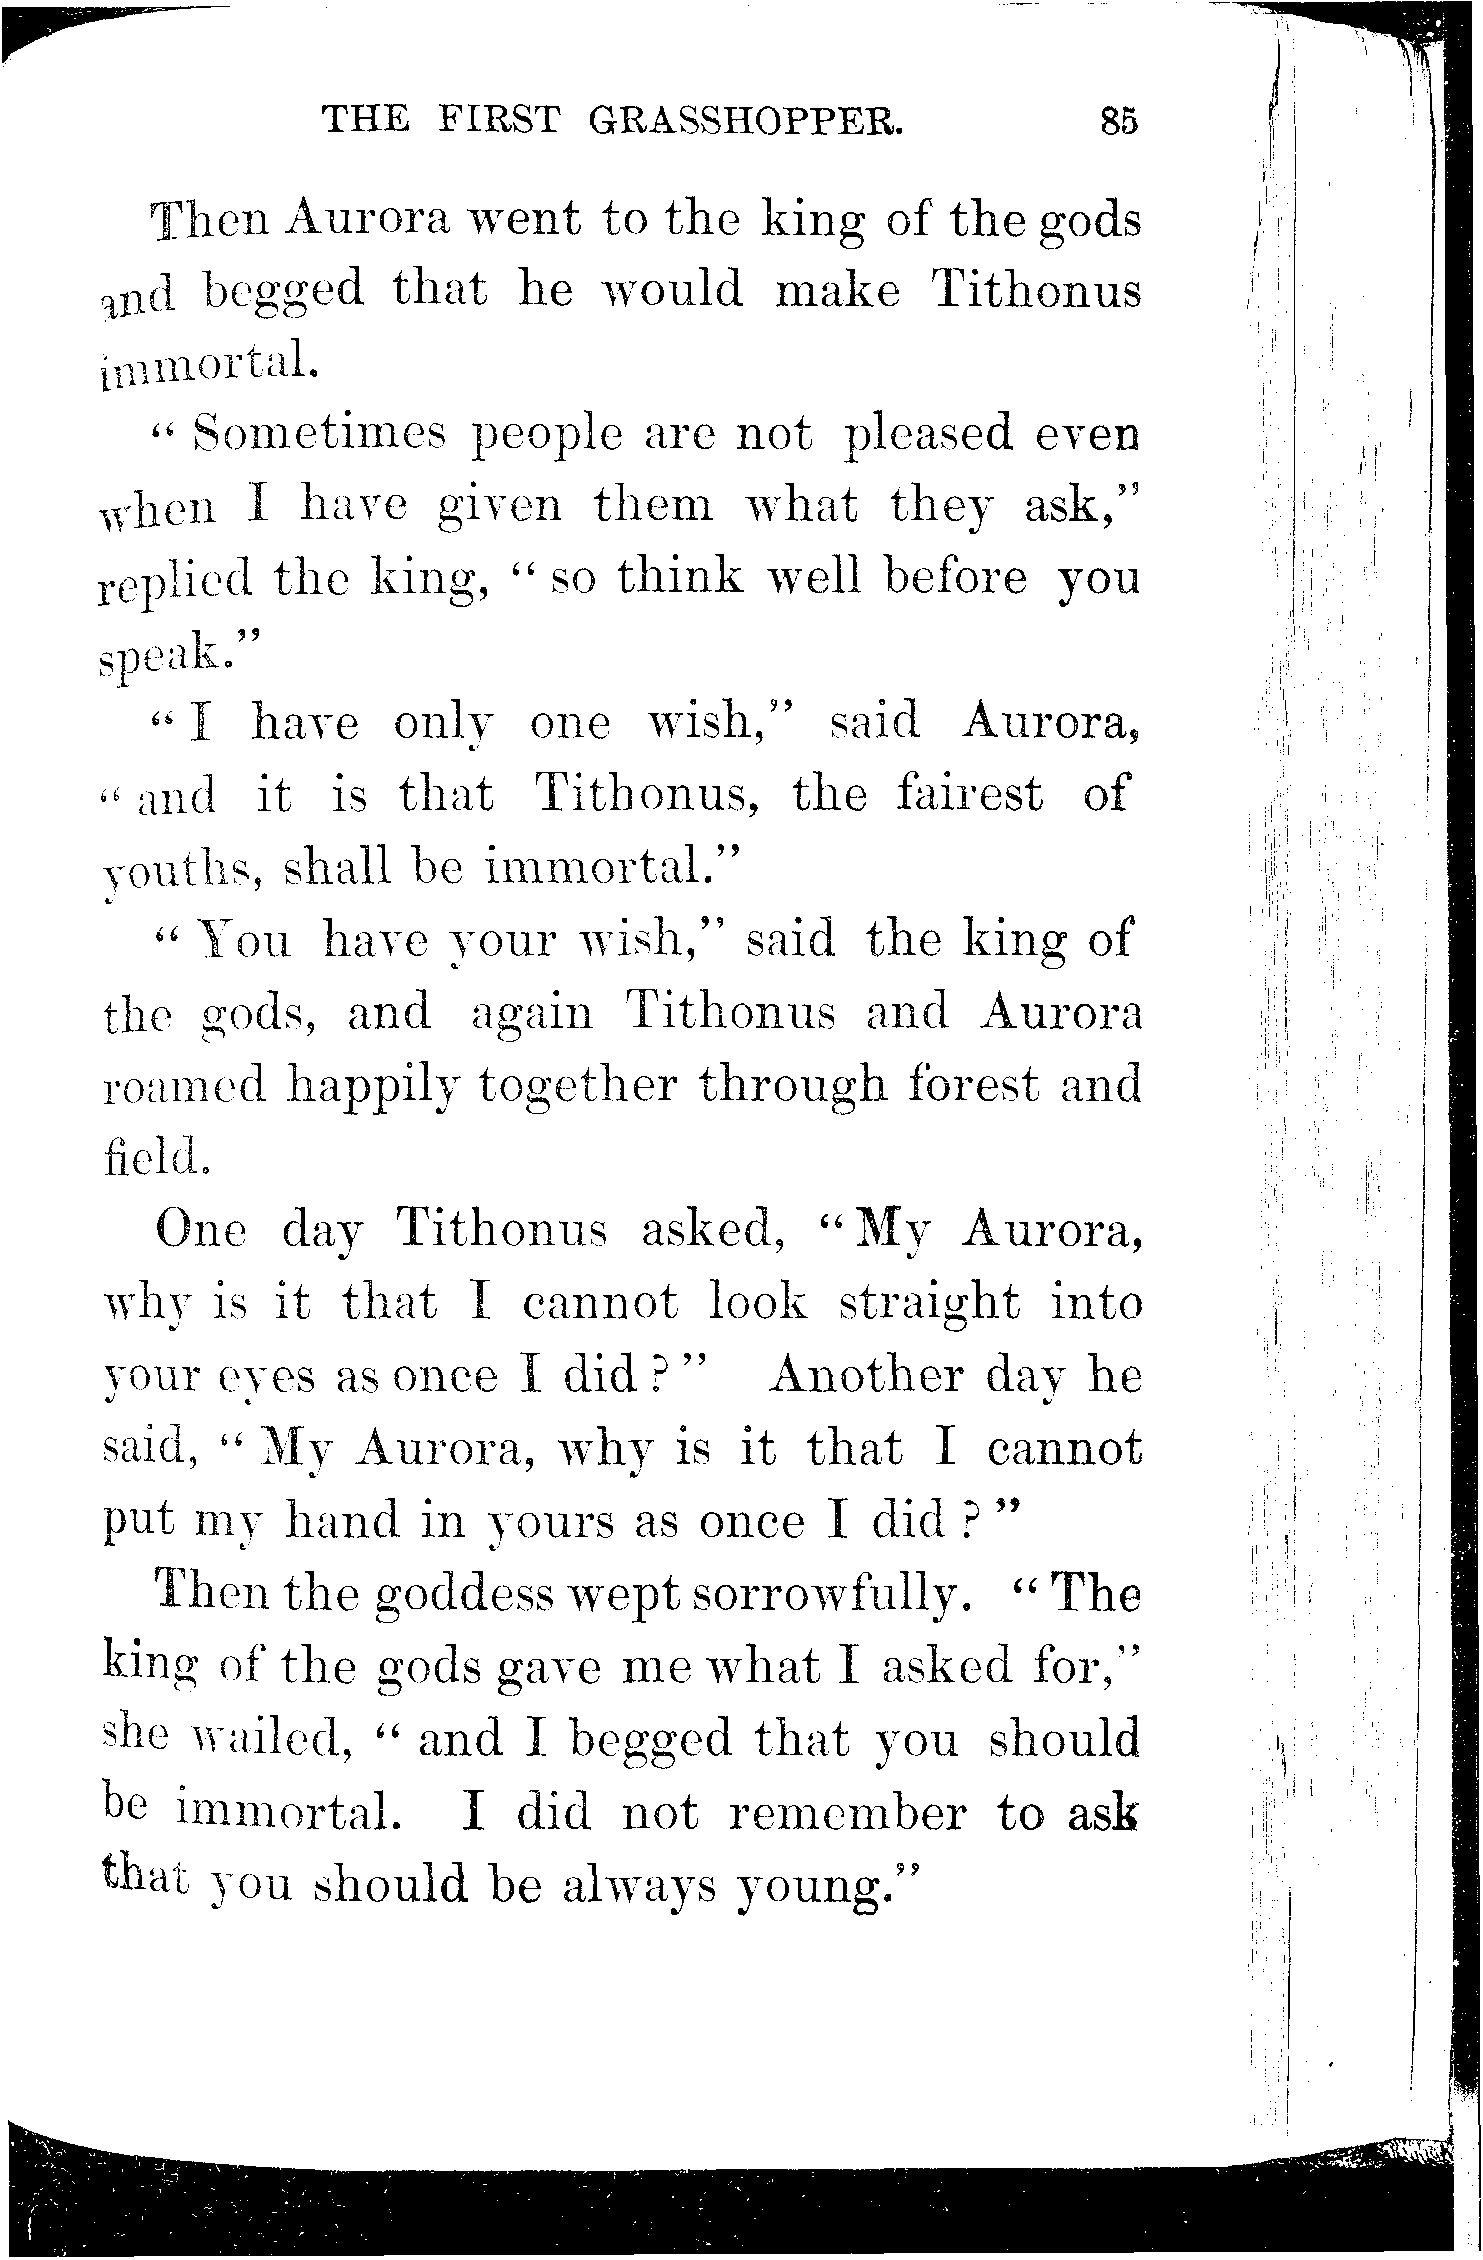 THE FIRST GRASSHOPPER. 85
Then Aurora went to the king of the gods
and begged that he would make Tithonus
immortal.
“ Sometimes people are not pleased even
when I have given them what they ask,”
replied the king, “ so think well before you
speak.”
“ I have only one wish,” said Aurora,
“ and it is that Tithonus, the fairest of
youths, shall be immortal.”
“ You have your wish,” said the king of
the gods, and again Tithonus and Aurora
roamed happily together through forest and
field.
One day Tithonus asked, “ My Aurora,
why is it that I cannot look straight into
your eyes as once I did ? ” Another day he
said, “ My Aurora, why is it that I cannot
put my hand in yours as once I did ? ”
Then the goddess wept sorrowfully. “ The
king of the gods gave me what I asked for,”
she wailed, “ and I begged that you should
be immortal. I did not remember to ask
that you should be always young.”